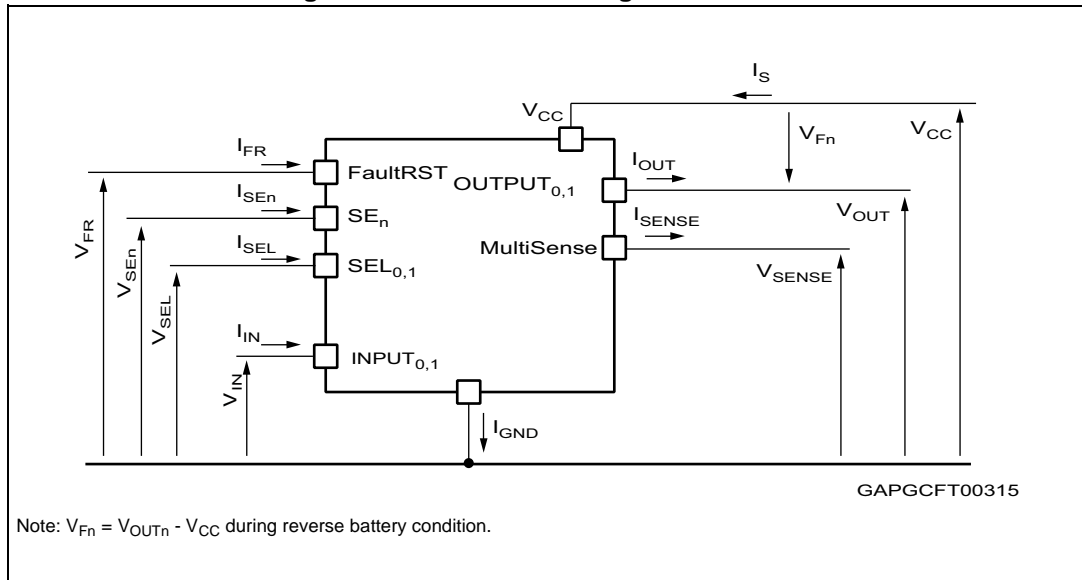 I_S
V_CC
V_Fn
V_CC
I_FR
FaultRST
OUTPUT_0,1
I_OUT
I_SEn
SE_n
I_SENSE
V_OUT
V_FR
I_SEL
MultiSense
V_SEn
SEL_0,1
V_SENSE
V_SEL
I_IN
INPUT_0,1
V_IN
I_GND
GAPGCFT00315
Note: V_Fn = V_OUTn - V_CC during reverse battery condition.